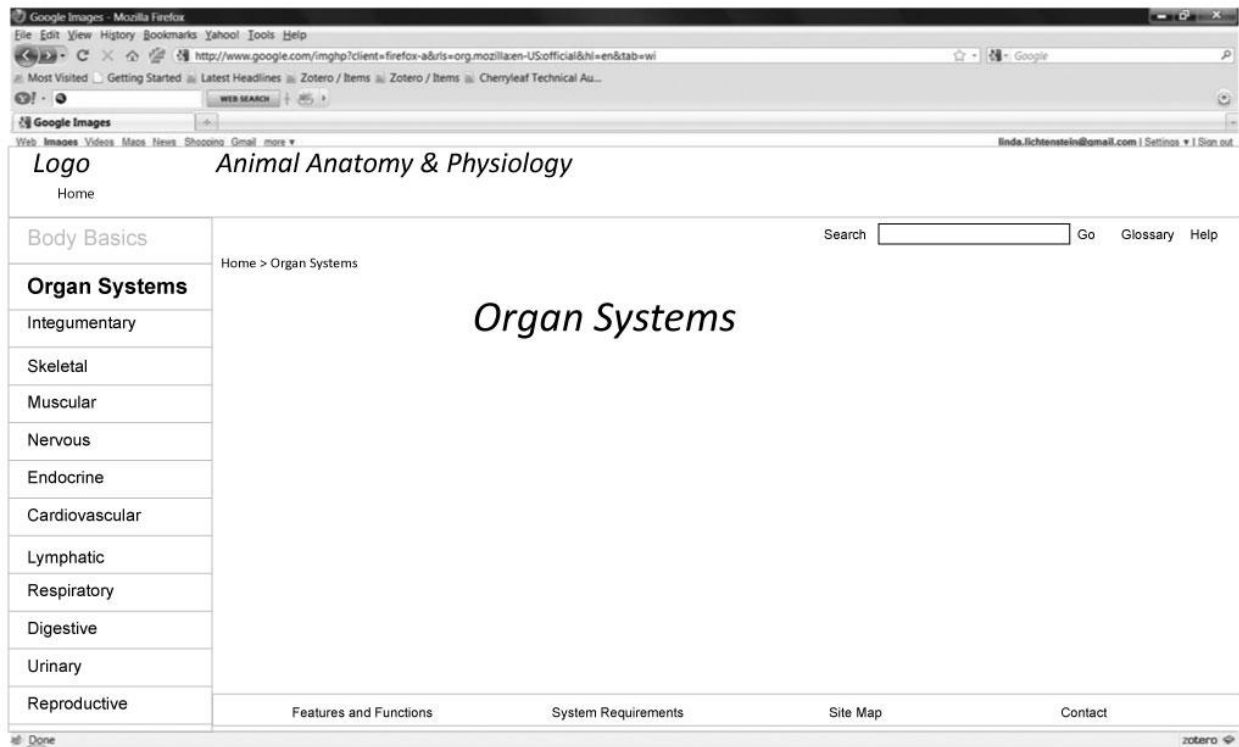 Google Images - Mozilla Firefox
File Edit View History Bookmarks Yahoo! Tools Help
http://www.google.com/imghp?client=firefox-a&rls=org.mozilla:en-US:official&hl=en&tab=wi
Google
Most Visited Getting Started Latest Headlines Zotero / Items Zotero / Items Cherryleaf Technical Au...
WEB SEARCH
Google Images
Web Images Videos Maps News Shopping Gmail more ▼
linda.lichtenstein@gmail.com | Settings ▼ | Sign out
Logo
Animal Anatomy & Physiology
Home
Body Basics
Organ Systems
Integumentary
Skeletal
Muscular
Nervous
Endocrine
Cardiovascular
Lymphatic
Respiratory
Digestive
Urinary
Reproductive
Search Go Glossary Help
Home > Organ Systems
Organ Systems
Features and Functions System Requirements Site Map Contact
Done
zotero